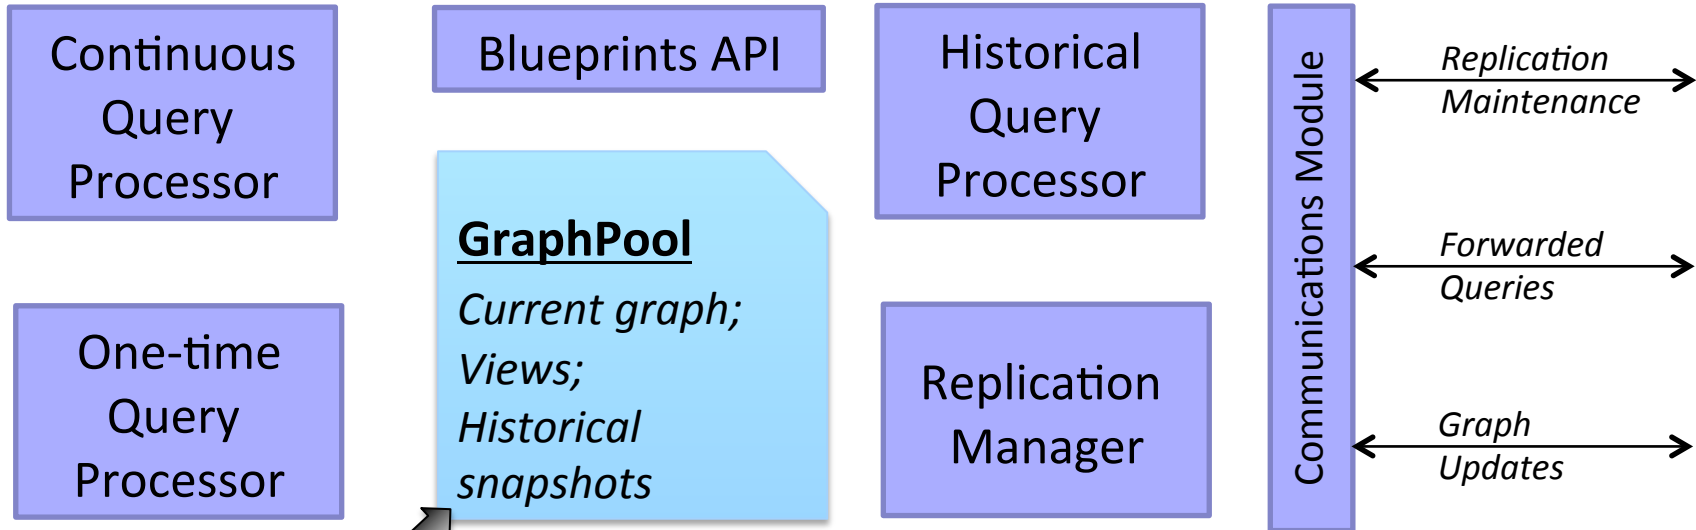 Continuous
Query
Processor
Blueprints API
Historical
Query
Processor
GraphPool
Current graph;
Views;
Historical
snapshots
One-time
Query
Processor
Replication
Manager
Communications Module
Replication
Maintenance
Forwarded
Queries
Graph
Updates